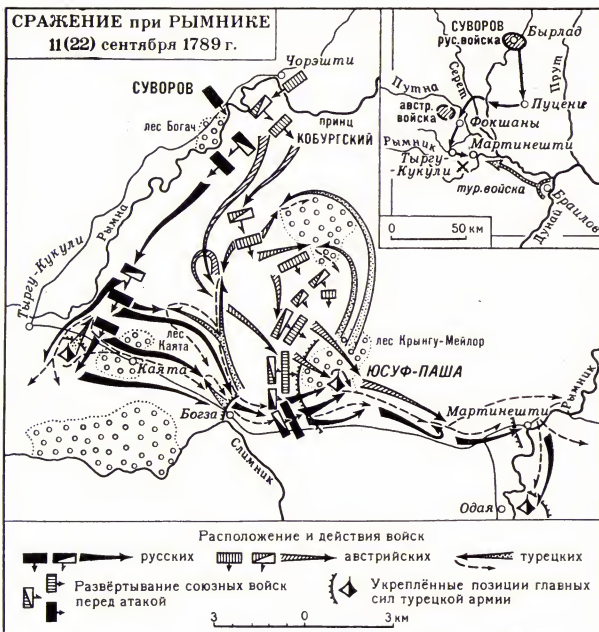 СРАЖЕНИЕ при РЫМНИКЕ
11(22) сентября 1789 г.
Чорэшти
СУВОРОВ
лес Богач
ПРИНЦ
КОБУРГСКИЙ
Рымна
Тыргу-Кукули
лес
Каята
Каята
лес Крынгу-Мейлор
ЮСУФ-ПАША
Богза
Слимник
Мартинешти
Рымник
Одая
СУВОРОВ
рус. войска
Бырлад
Серет
Прут
Путна
австр.
войска
Пуцени
Фокшаны
Рымник
Мартинешти
Тыргу-
Кукули
тур. войска
Браилов
Дунай
0 50 км
Расположение и действия войск
русских
австрийских
турецких
Развёртывание союзных войск
перед атакой
Укреплённые позиции главных
сил турецкой армии
3 0 3 км